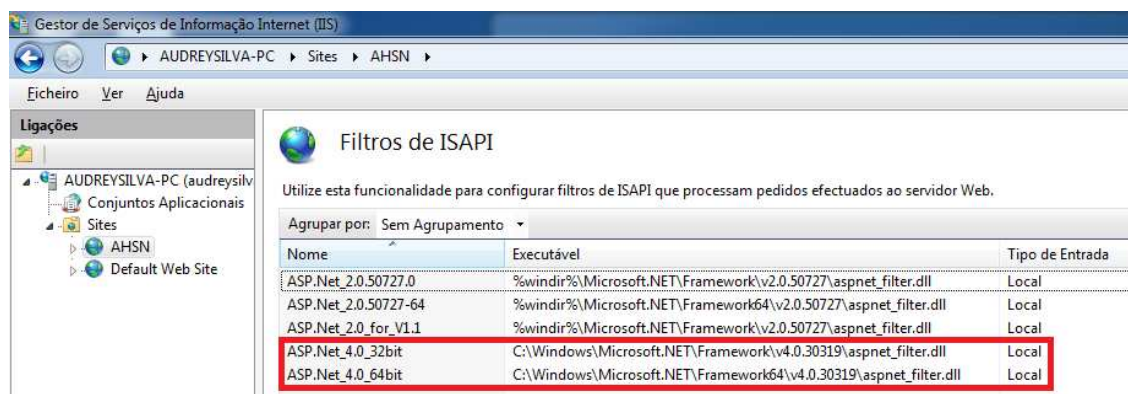 Gestor de Serviços de Informação Internet (IIS)
AUDREYSILVA-PC Sites AHSN
Ficheiro Ver Ajuda
Ligações
AUDREYSILVA-PC (audreysilv
Conjuntos Aplicacionais
Sites
AHSN
Default Web Site
Filtros de ISAPI
Utilize esta funcionalidade para configurar filtros de ISAPI que processam pedidos efectuados ao servidor Web.
Agrupar por: Sem Agrupamento
Nome Executável Tipo de Entrada
ASP.Net_2.0.50727.0 %windir%\Microsoft.NET\Framework\v2.0.50727\aspnet_filter.dll Local
ASP.Net_2.0.50727-64 %windir%\Microsoft.NET\Framework64\v2.0.50727\aspnet_filter.dll Local
ASP.Net_2.0_for_V1.1 %windir%\Microsoft.NET\Framework\v2.0.50727\aspnet_filter.dll Local
ASP.Net_4.0_32bit C:\Windows\Microsoft.NET\Framework\v4.0.30319\aspnet_filter.dll Local
ASP.Net_4.0_64bit C:\Windows\Microsoft.NET\Framework64\v4.0.30319\aspnet_filter.dll Local